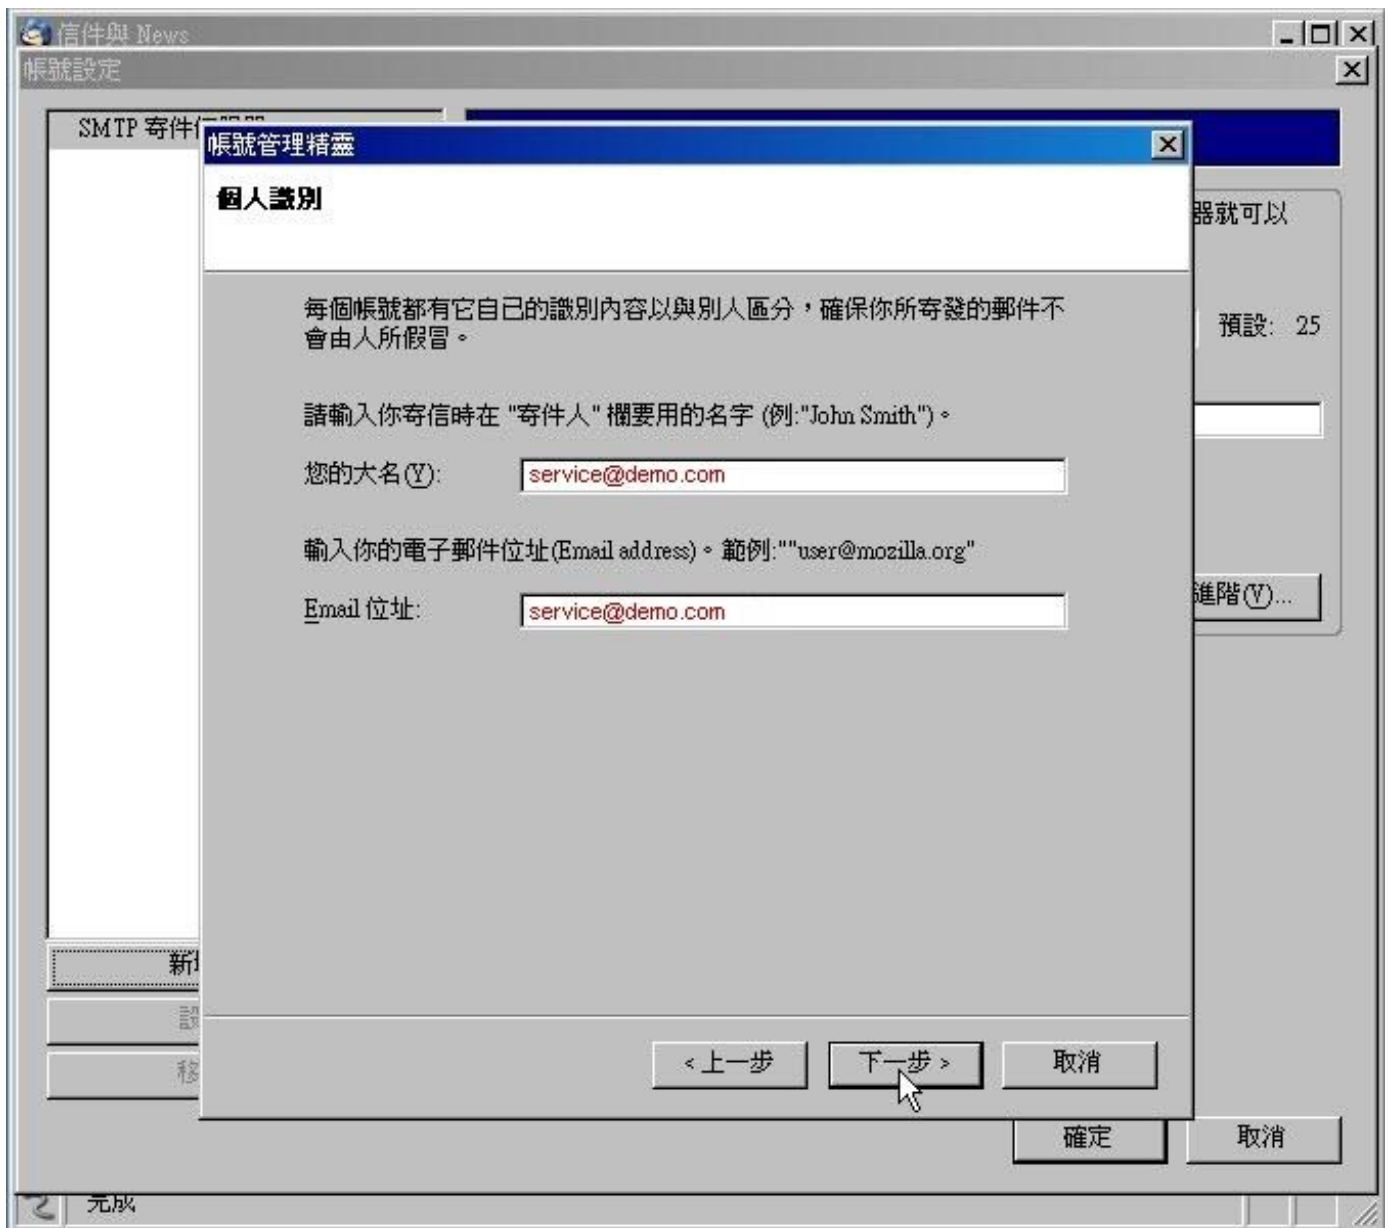 信件與 News
帳號設定
SMTP 寄件
帳號管理精靈
個人識別
器就可以
每個帳號都有它自己的識別內容以與別人區分，確保你所寄發的郵件不
會由人所假冒。
預設: 25
請輸入你寄信時在 "寄件人" 欄要用的名字 (例:"John Smith")。
您的大名(Y): service@demo.com
輸入你的電子郵件位址(Email address)。範例:""user@mozilla.org"
Email 位址: service@demo.com
進階(V)...
新
設
移
<上一步 下一步> 取消
確定 取消
完成